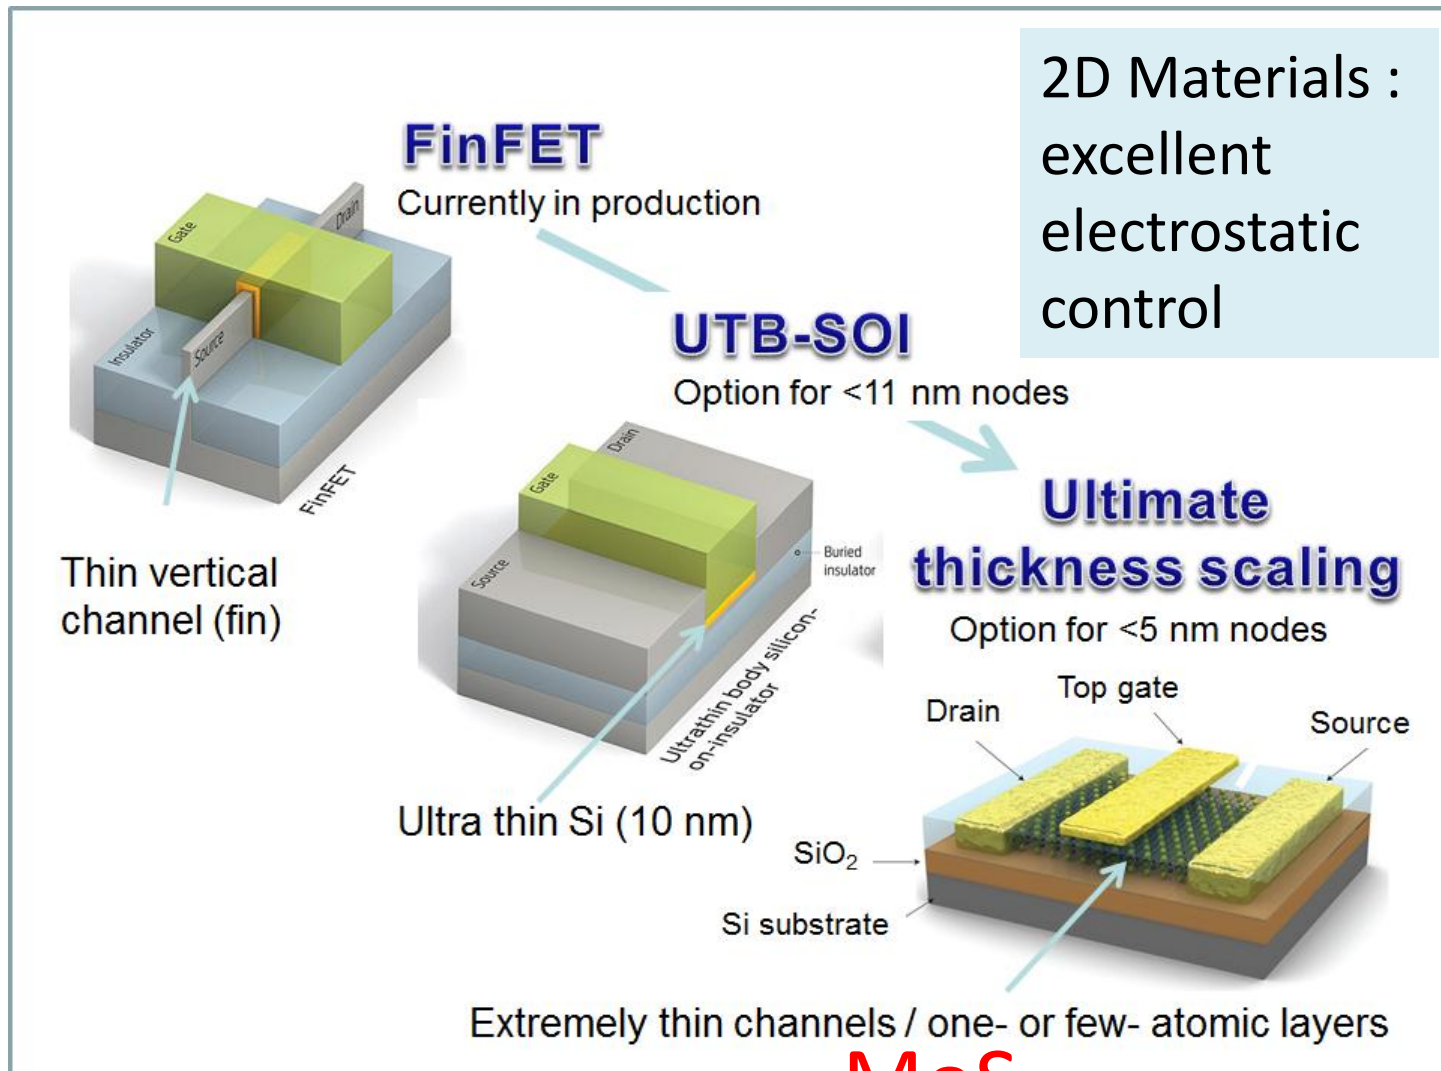 2D Materials :
excellent
electrostatic
control
FinFET
Currently in production
Gate
Drain
Insulator
Source
FinFET
Thin vertical
channel (fin)
UTB-SOI
Option for <11 nm nodes
Drain
Gate
Source
Buried
insulator
Ultrathin body silicon-
on-insulator
Ultra thin Si (10 nm)
Ultimate
thickness scaling
Option for <5 nm nodes
Top gate
Drain
Source
SiO₂
Si substrate
Extremely thin channels / one- or few- atomic layers
MoS